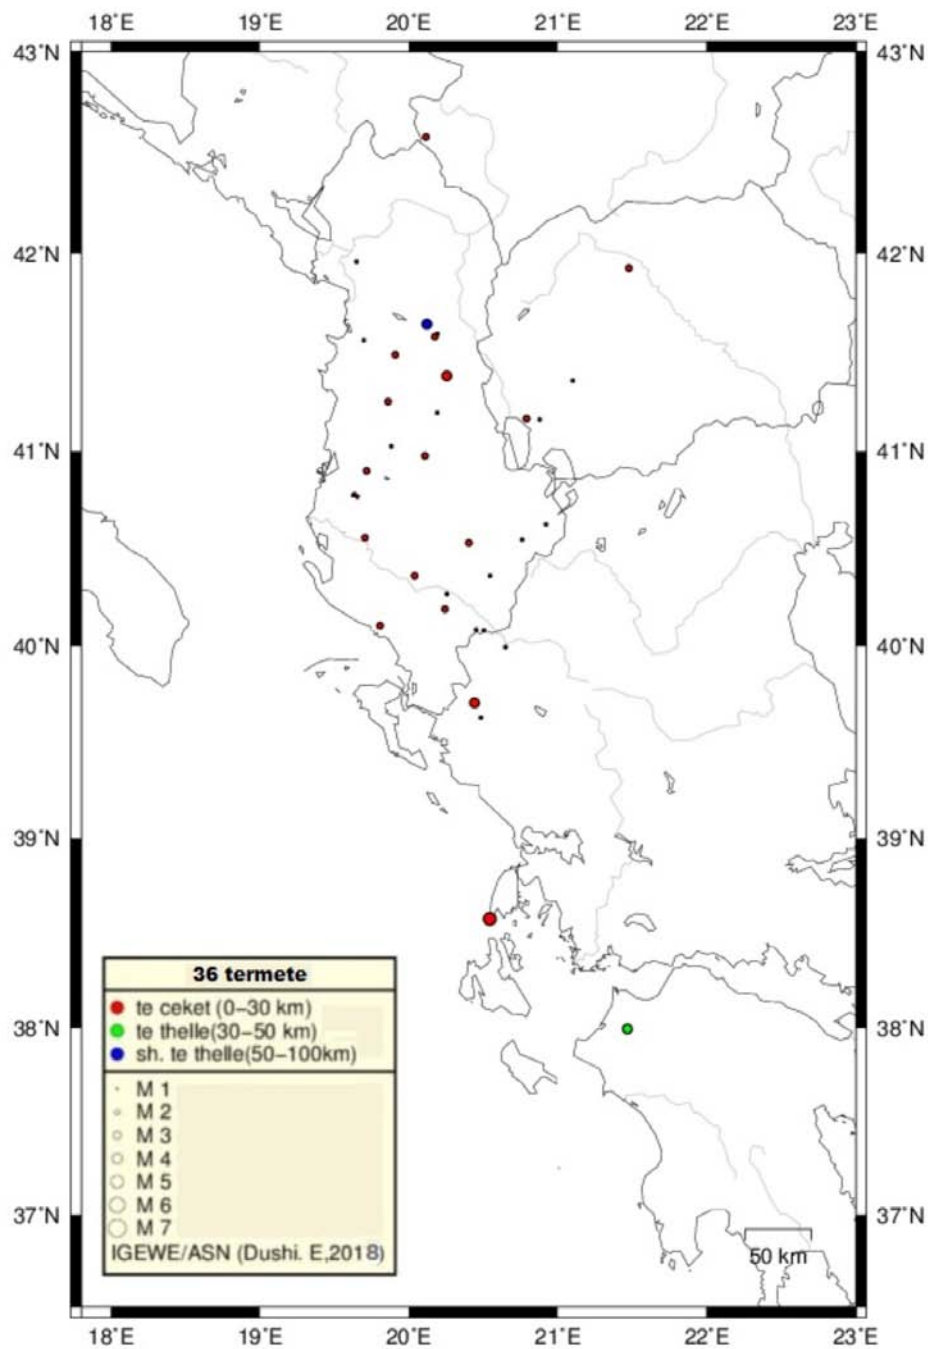 18°E 19°E 20°E 21°E 22°E 23°E
43°N 43°N
42°N 42°N
41°N 41°N
40°N 40°N
39°N 39°N
38°N 38°N
37°N 37°N
36 termete
te ceket (0-30 km)
te thelle(30-50 km)
sh. te thelle(50-100km)
M 1
M 2
M 3
M 4
M 5
M 6
M 7
IGEWE/ASN (Dushi. E,2018)
50 km
18°E 19°E 20°E 21°E 22°E 23°E